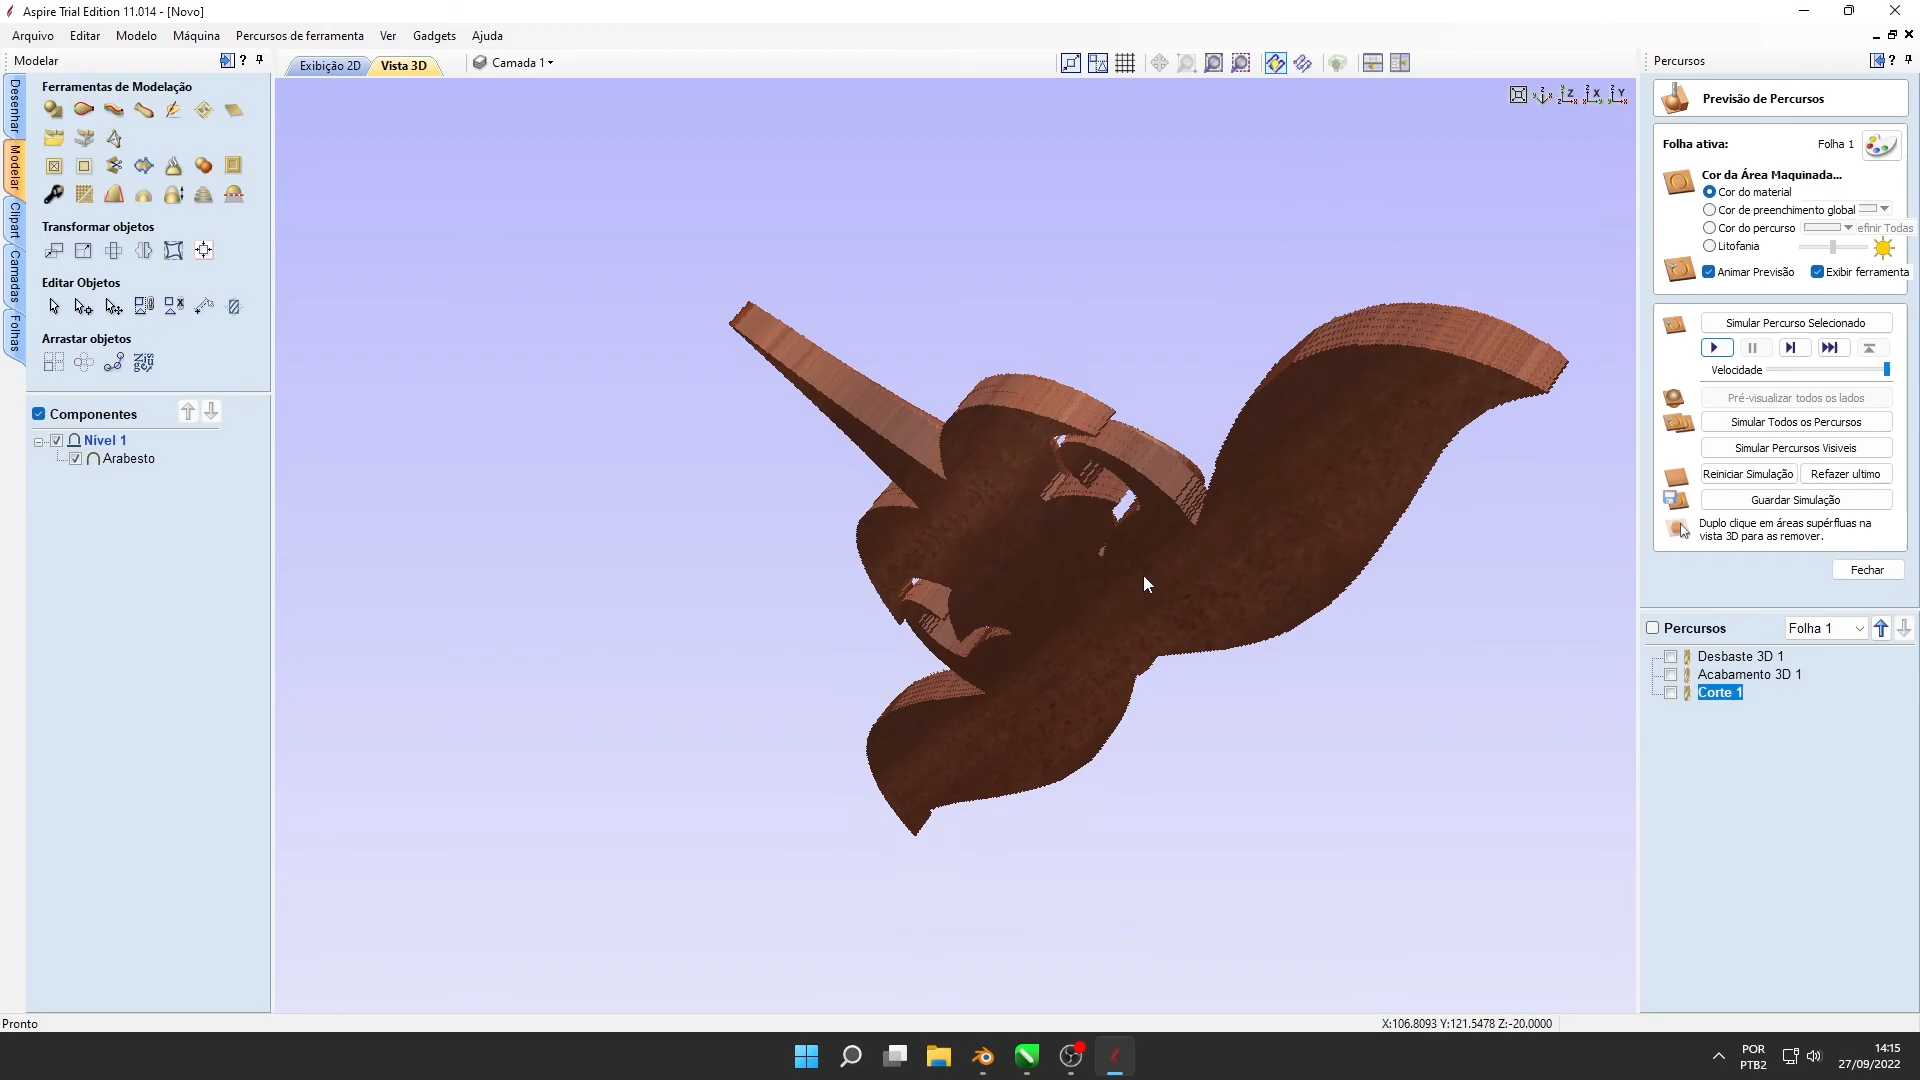 Aspire Trial Edition 11.014 - [Novo]
Arquivo Editar Modelo Máquina Percursos de ferramenta Ver Gadgets Ajuda
Modelar
Exibição 2D
Vista 3D
Camada 1
Percursos
Desenhar
Modelar
Clipart
Camadas
Folhas
Ferramentas de Modelação
Transformar objetos
Editar Objetos
Arrastar objetos
Componentes
Nível 1
Arabesto
Previsão de Percursos
Folha ativa: Folha 1
Cor da Área Maquinada...
Cor do material
Cor de preenchimento global
Cor do percurso efinir Todas
Litofania
Animar Previsão Exibir ferramenta
Simular Percurso Selecionado
Velocidade
Pré-visualizar todos os lados
Simular Todos os Percursos
Simular Percursos Visiveis
Reiniciar Simulação Refazer ultimo
Guardar Simulação
Duplo clique em áreas supérfluas na
vista 3D para as remover.
Fechar
Percursos Folha 1
Desbaste 3D 1
Acabamento 3D 1
Corte 1
Pronto
X:106.8093 Y:121.5478 Z:-20.0000
POR
PTB2
14:15
27/09/2022